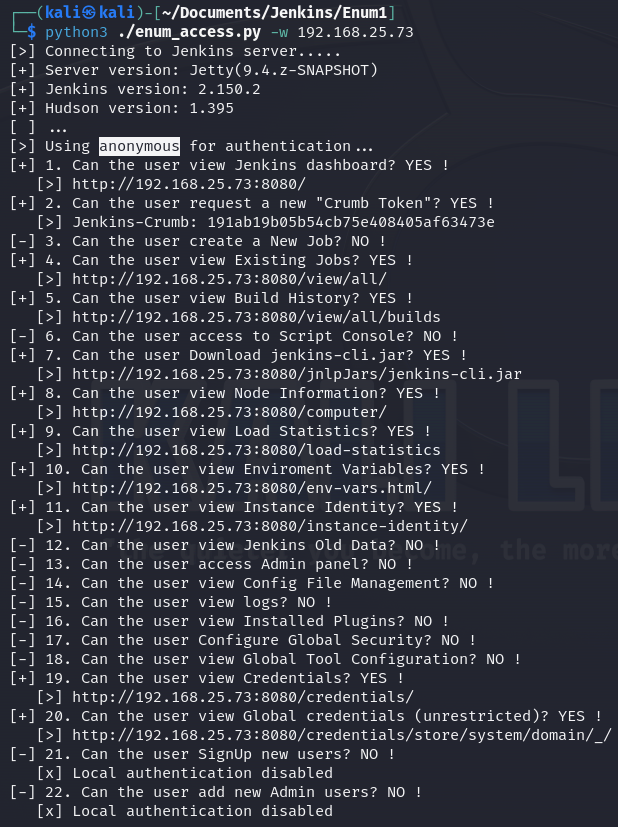 ┌──(kali㉿kali)-[~/Documents/Jenkins/Enum1]
└─$ python3 ./enum_access.py -w 192.168.25.73
[>] Connecting to Jenkins server.....
[+] Server version: Jetty(9.4.z-SNAPSHOT)
[+] Jenkins version: 2.150.2
[+] Hudson version: 1.395
[ ] ...
[>] Using anonymous for authentication...
[+] 1. Can the user view Jenkins dashboard? YES !
   [>] http://192.168.25.73:8080/
[+] 2. Can the user request a new "Crumb Token"? YES !
   [>] Jenkins-Crumb: 191ab19b05b54cb75e408405af63473e
[-] 3. Can the user create a New Job? NO !
[+] 4. Can the user view Existing Jobs? YES !
   [>] http://192.168.25.73:8080/view/all/
[+] 5. Can the user view Build History? YES !
   [>] http://192.168.25.73:8080/view/all/builds
[-] 6. Can the user access to Script Console? NO !
[+] 7. Can the user Download jenkins-cli.jar? YES !
   [>] http://192.168.25.73:8080/jnlpJars/jenkins-cli.jar
[+] 8. Can the user view Node Information? YES !
   [>] http://192.168.25.73:8080/computer/
[+] 9. Can the user view Load Statistics? YES !
   [>] http://192.168.25.73:8080/load-statistics
[+] 10. Can the user view Enviroment Variables? YES !
   [>] http://192.168.25.73:8080/env-vars.html/
[+] 11. Can the user view Instance Identity? YES !
   [>] http://192.168.25.73:8080/instance-identity/
[-] 12. Can the user view Jenkins Old Data? NO !
[-] 13. Can the user access Admin panel? NO !
[-] 14. Can the user view Config File Management? NO !
[-] 15. Can the user view logs? NO !
[-] 16. Can the user view Installed Plugins? NO !
[-] 17. Can the user Configure Global Security? NO !
[-] 18. Can the user view Global Tool Configuration? NO !
[+] 19. Can the user view Credentials? YES !
   [>] http://192.168.25.73:8080/credentials/
[+] 20. Can the user view Global credentials (unrestricted)? YES !
   [>] http://192.168.25.73:8080/credentials/store/system/domain/_/
[-] 21. Can the user SignUp new users? NO !
   [x] Local authentication disabled
[-] 22. Can the user add new Admin users? NO !
   [x] Local authentication disabled